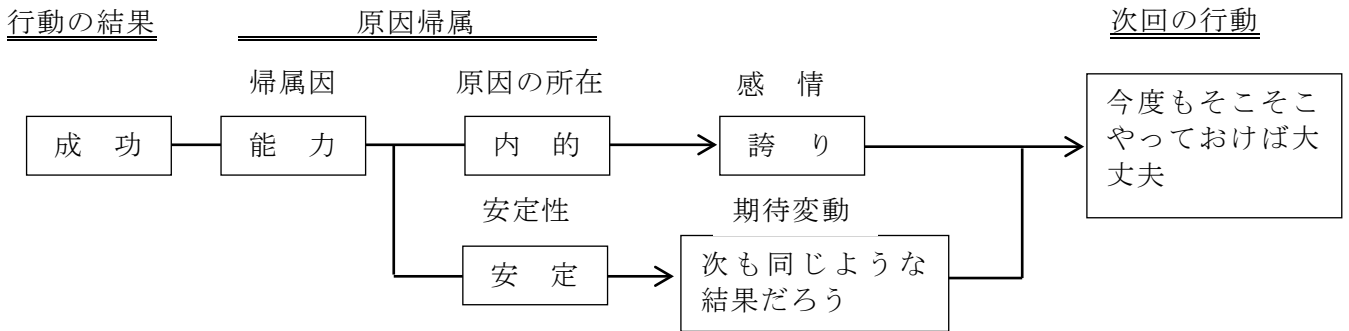 行動の結果
原因帰属
次回の行動
帰属因
原因の所在
感　情
成　功
能　力
内　的
誇　り
今度もそこそこ
やっておけば大
丈夫
安定性
期待変動
安　定
次も同じような
結果だろう